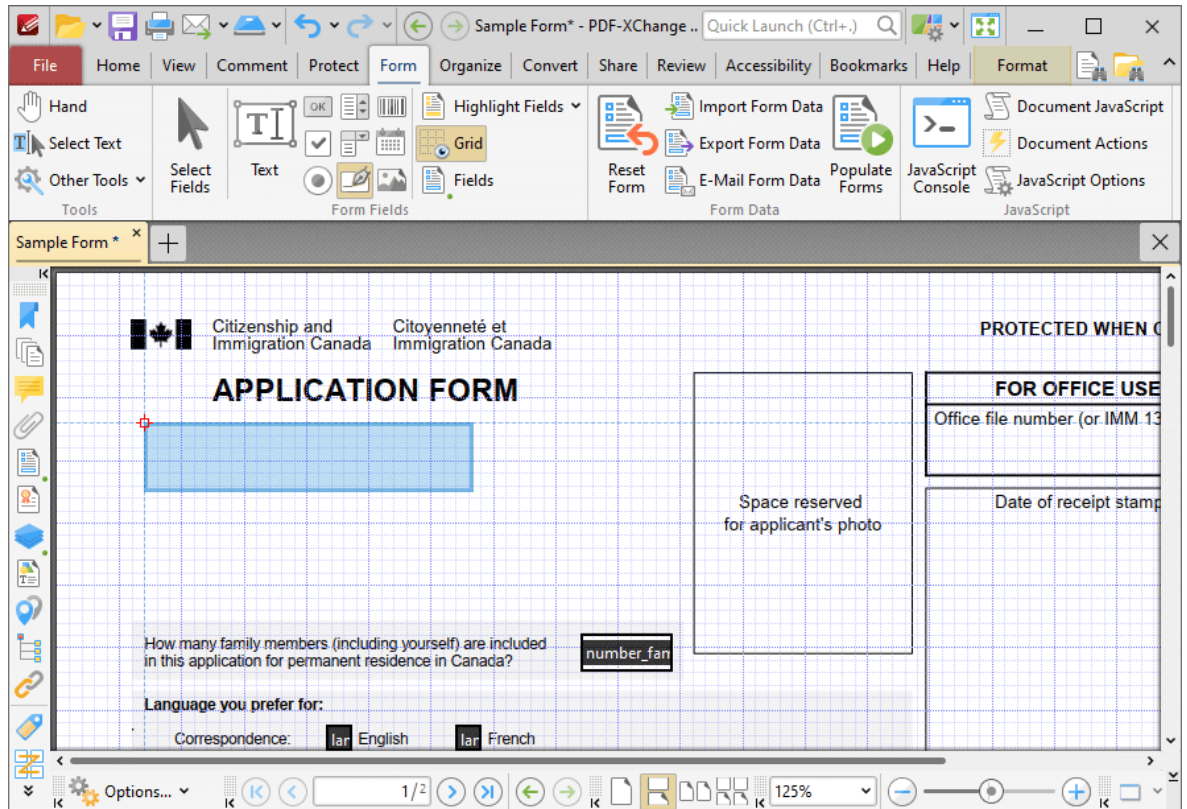 Sample Form* - PDF-XChange ..
Quick Launch (Ctrl+.)
File Home View Comment Protect Form Organize Convert Share Review Accessibility Bookmarks Help Format
Hand
Select Text
Other Tools
Tools
Select
Fields
Text
OK
Highlight Fields
Grid
Fields
Form Fields
Reset
Form
Import Form Data
Export Form Data
E-Mail Form Data
Populate
Forms
Form Data
JavaScript
Console
Document JavaScript
Document Actions
JavaScript Options
JavaScript
Sample Form *
Citizenship and
Immigration Canada
Citoyenneté et
Immigration Canada
PROTECTED WHEN
APPLICATION FORM
FOR OFFICE USE
Office file number (or IMM 13
Space reserved
for applicant's photo
Date of receipt stamp
How many family members (including yourself) are included
in this application for permanent residence in Canada?
number_fam
Language you prefer for:
Correspondence: lar English lar French
Options...
1/2
125%